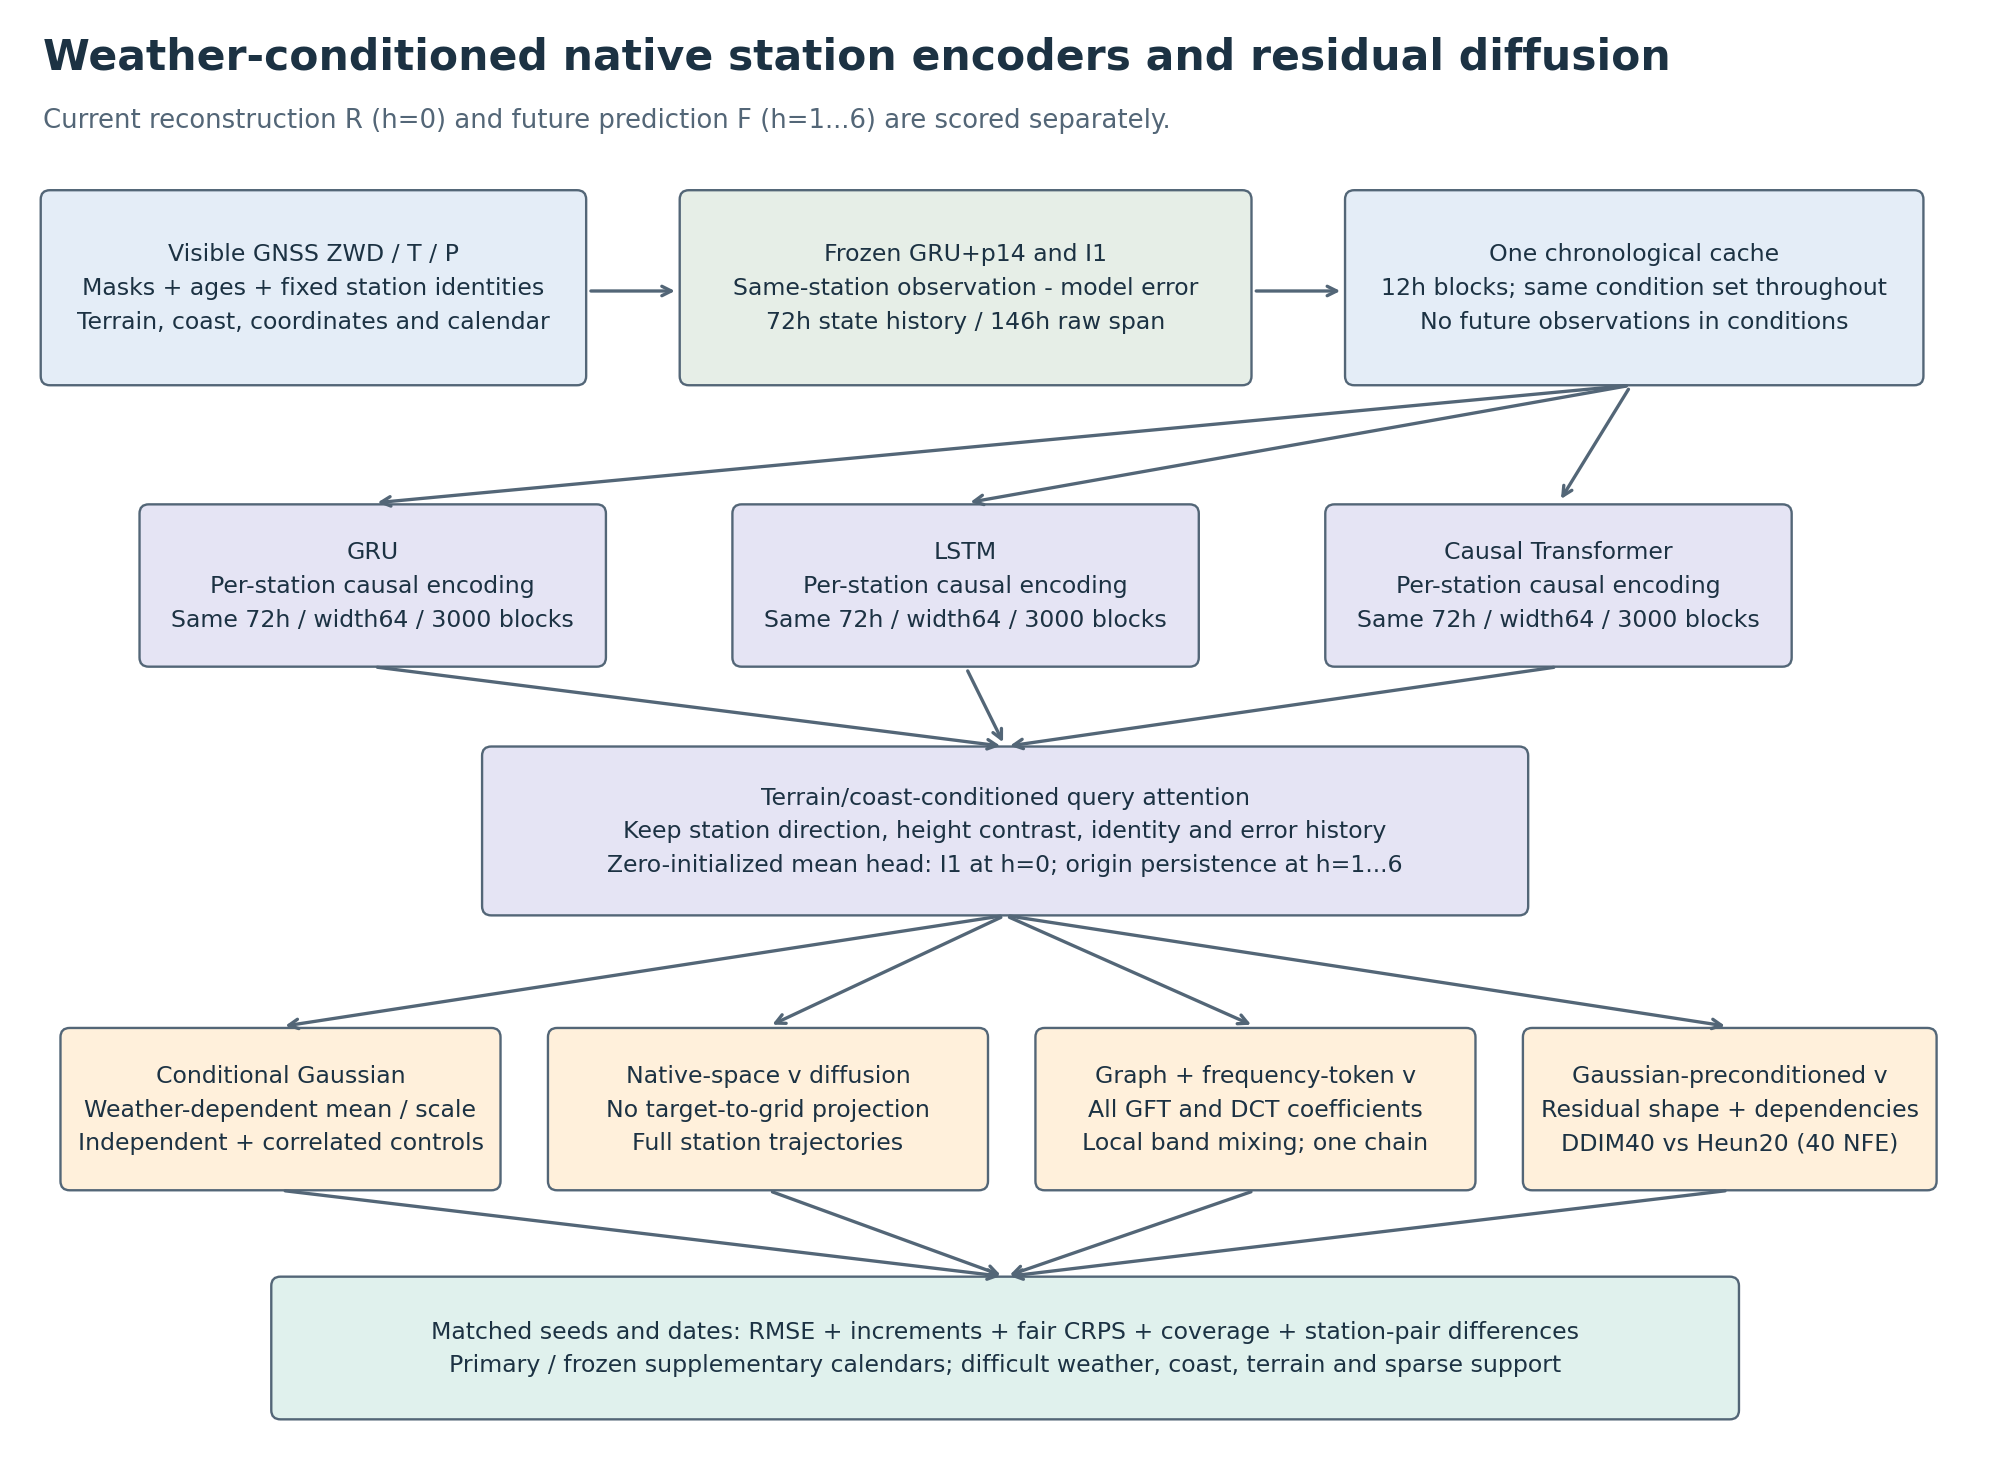 Weather-conditioned native station encoders and residual diffusion
Current reconstruction R (h=0) and future prediction F (h=1...6) are scored separately.
Visible GNSS ZWD / T / P
Masks + ages + fixed station identities
Terrain, coast, coordinates and calendar
Frozen GRU+p14 and I1
Same-station observation - model error
72h state history / 146h raw span
One chronological cache
12h blocks; same condition set throughout
No future observations in conditions
GRU
Per-station causal encoding
Same 72h / width64 / 3000 blocks
LSTM
Per-station causal encoding
Same 72h / width64 / 3000 blocks
Causal Transformer
Per-station causal encoding
Same 72h / width64 / 3000 blocks
Terrain/coast-conditioned query attention
Keep station direction, height contrast, identity and error history
Zero-initialized mean head: I1 at h=0; origin persistence at h=1...6
Conditional Gaussian
Weather-dependent mean / scale
Independent + correlated controls
Native-space v diffusion
No target-to-grid projection
Full station trajectories
Graph + frequency-token v
All GFT and DCT coefficients
Local band mixing; one chain
Gaussian-preconditioned v
Residual shape + dependencies
DDIM40 vs Heun20 (40 NFE)
Matched seeds and dates: RMSE + increments + fair CRPS + coverage + station-pair differences
Primary / frozen supplementary calendars; difficult weather, coast, terrain and sparse support